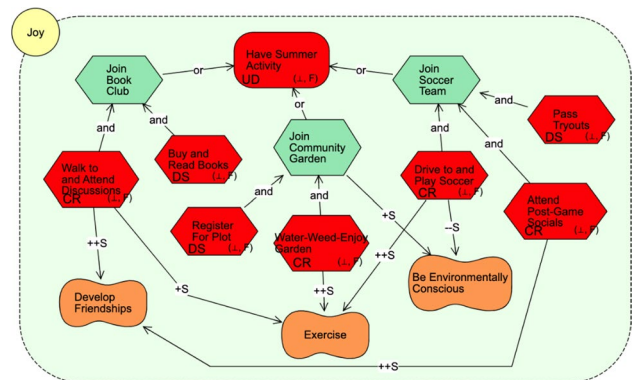 Joy
Have Summer
Activity
UD (⊥, F)
Join
Book
Club
or
or
Join
Soccer
Team
or
and
Pass
Tryouts
DS (⊥, F)
and
and
Join
Community
Garden
and
and
Walk to
and Attend
Discussions
CR (⊥, F)
Buy and
Read Books
DS (⊥, F)
Drive to and
Play Soccer
CR (⊥, F)
and
and
Attend
Post-Game
Socials
CR (⊥, F)
Register
For Plot
DS (⊥, F)
+S
--S
Water-Weed-Enjoy
Garden
CR (⊥, F)
++S
++S
Be Environmentally
Conscious
+S
++S
Develop
Friendships
Exercise
++S